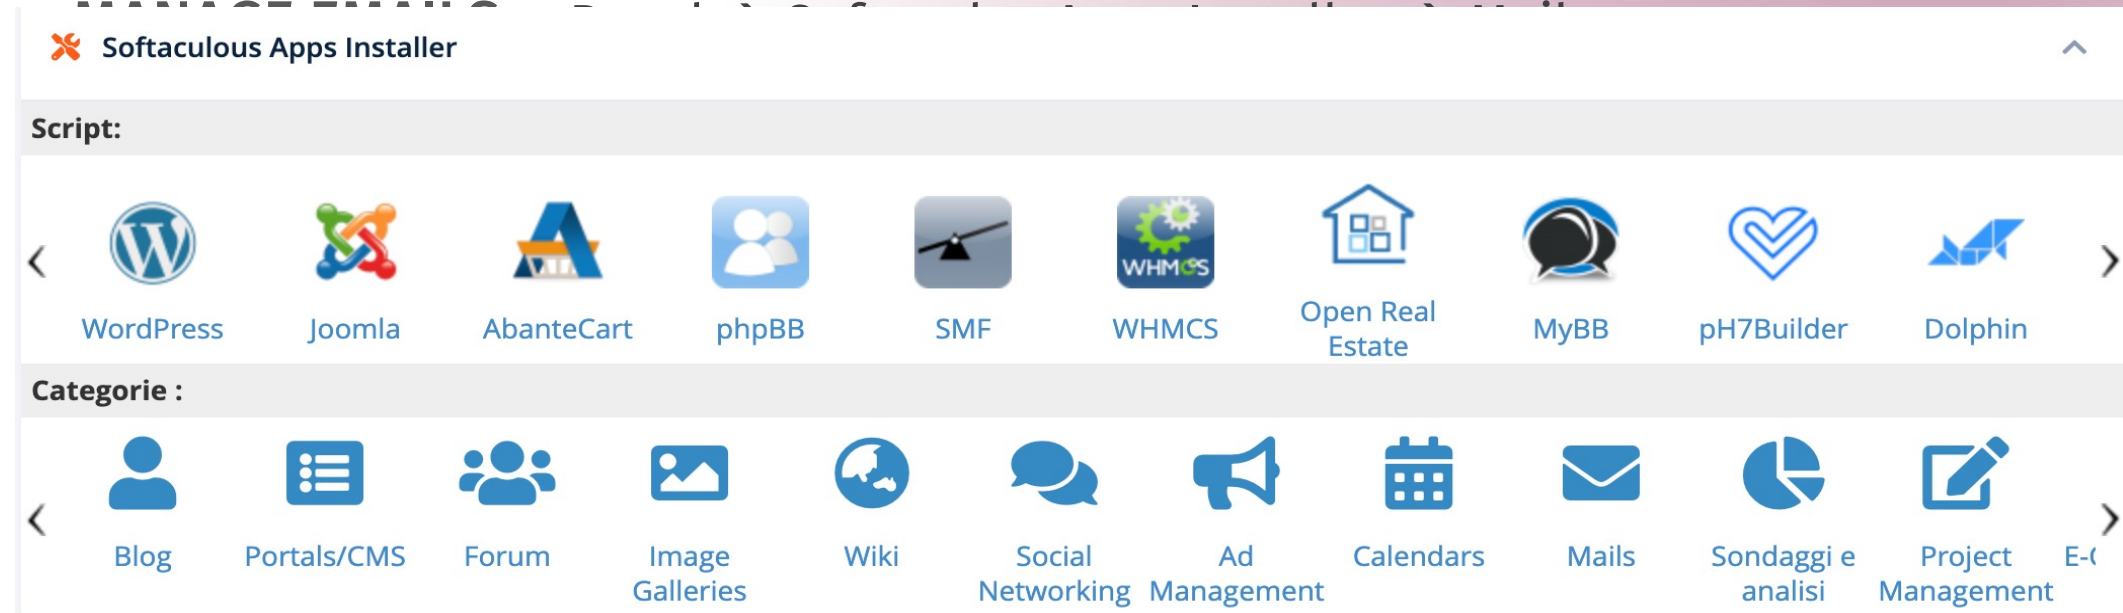 Softaculous Apps Installer
Script:
WHMCS
WordPress
Joomla
AbanteCart
phpBB
SMF
WHMCS
Open Real
Estate
MyBB
pH7Builder
Dolphin
Categorie :
Blog
Portals/CMS
Forum
Image
Galleries
Wiki
Social
Networking
Ad
Management
Calendars
Mails
Sondaggi e
analisi
Project
Management